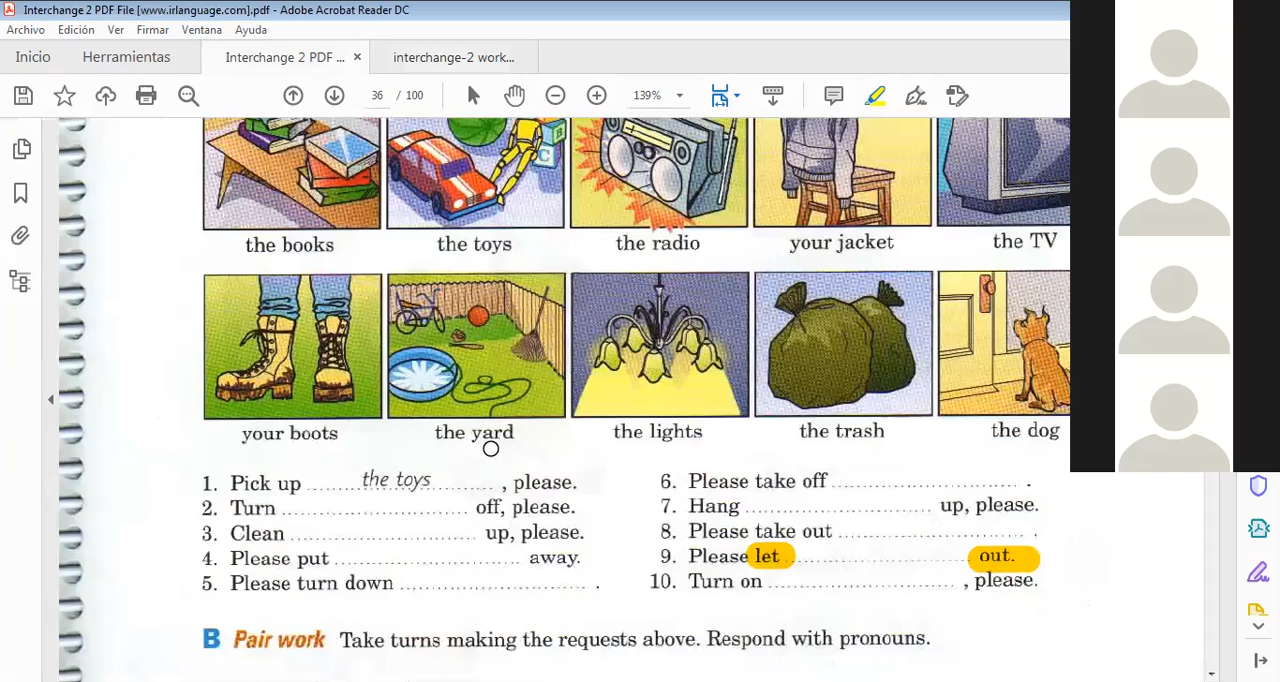 Interchange 2 PDF File [www.irlanguage.com].pdf - Adobe Acrobat Reader DC
Archivo Edición Ver Firmar Ventana Ayuda
Inicio Herramientas Interchange 2 PDF ... × interchange-2 work...
36 / 100 139%
B
C
the books the toys the radio your jacket the TV
your boots the yard the lights the trash the dog
1. Pick up the toys , please.
2. Turn off, please.
3. Clean up, please.
4. Please put away.
5. Please turn down .
6. Please take off .
7. Hang up, please.
8. Please take out .
9. Please let out.
10. Turn on , please.
B Pair work Take turns making the requests above. Respond with pronouns.